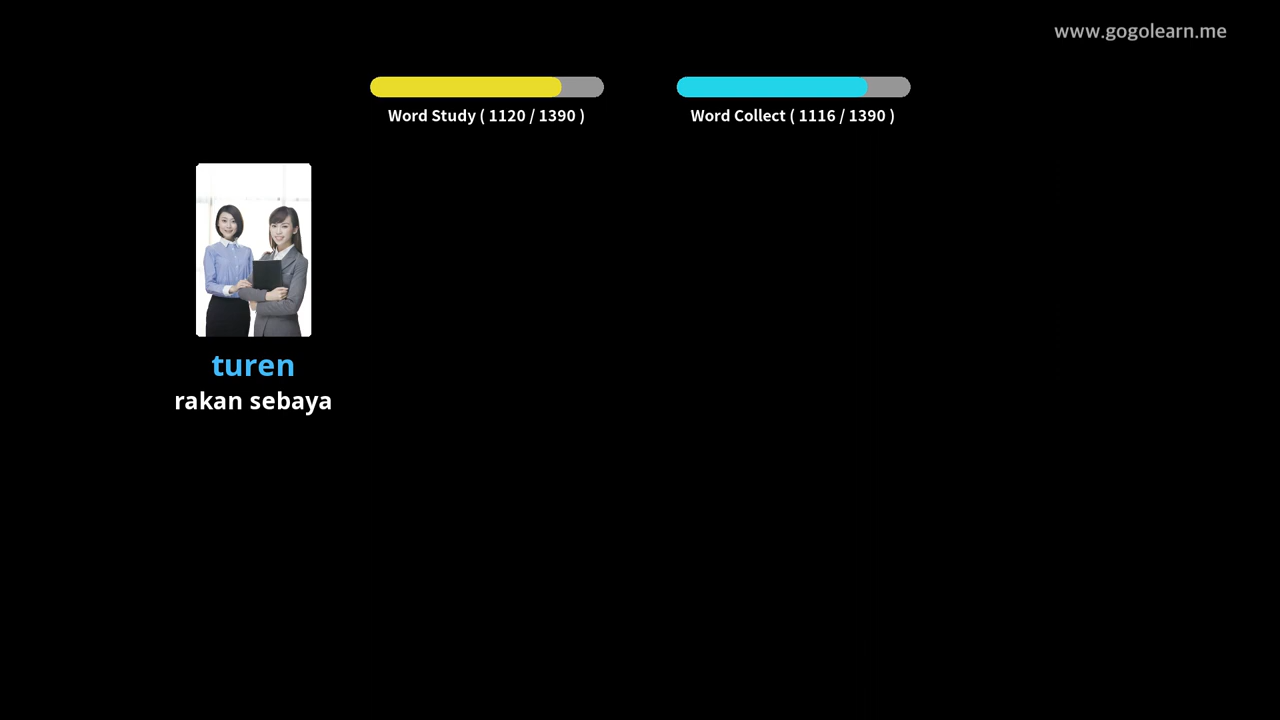 www.gogolearn.me
Word Study ( 1120 / 1390 )
Word Collect ( 1116 / 1390 )
turen
rakan sebaya